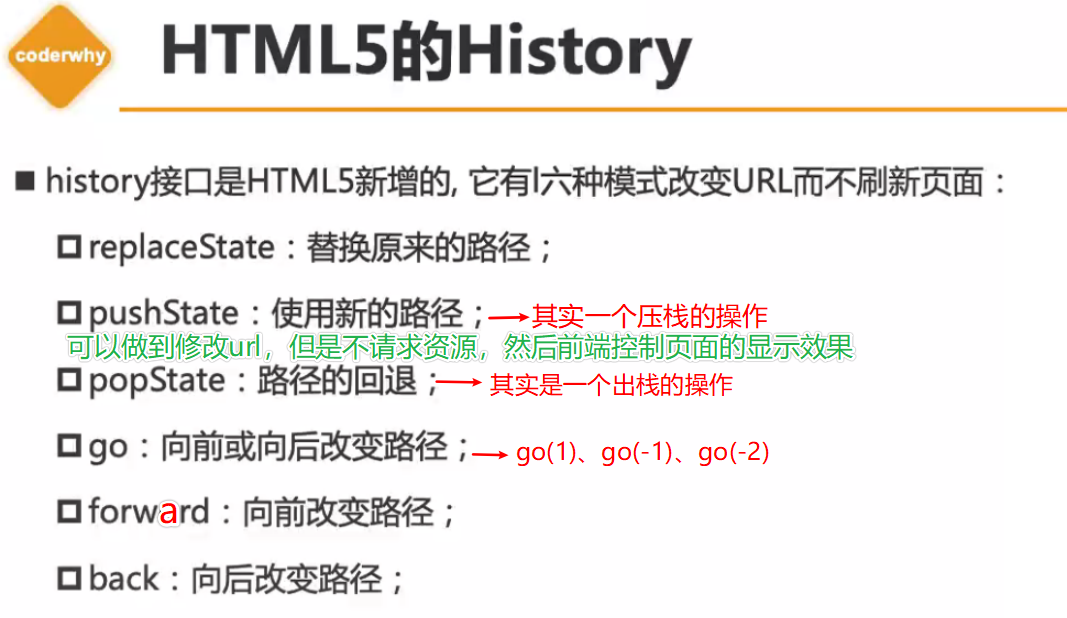 coderwhy
HTML5的History
history接口是HTML5新增的, 它有l六种模式改变URL而不刷新页面：
replaceState：替换原来的路径；
pushState：使用新的路径； 其实一个压栈的操作
可以做到修改url，但是不请求资源，然后前端控制页面的显示效果
popState：路径的回退； 其实是一个出栈的操作
go：向前或向后改变路径； go(1)、go(-1)、go(-2)
forward：向前改变路径；
back：向后改变路径；